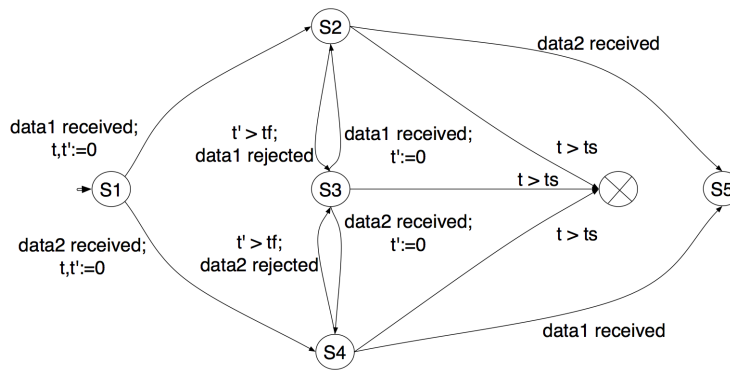 S2
data2 received
data1 received;
t,t':=0
t' > tf;
data1 rejected
data1 received;
t':=0
t > ts
S1
S3
t > ts
S5
data2 received;
t,t':=0
t' > tf;
data2 rejected
data2 received;
t':=0
t > ts
data1 received
S4